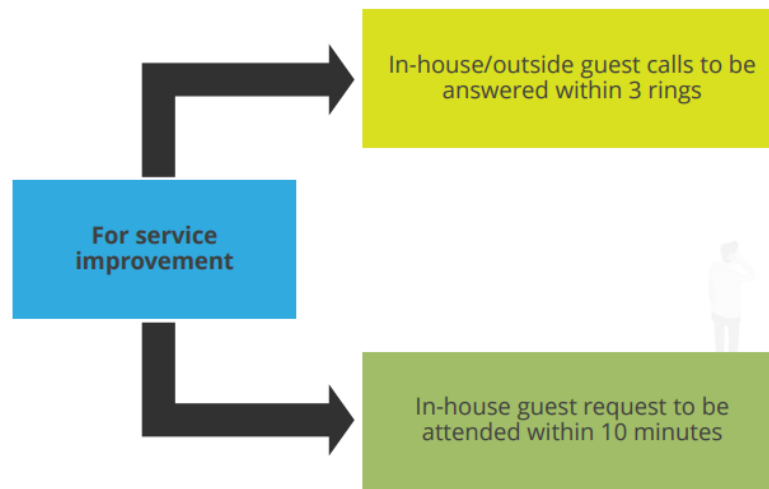 In-house/outside guest calls to be
answered within 3 rings
For service
improvement
In-house guest request to be
attended within 10 minutes